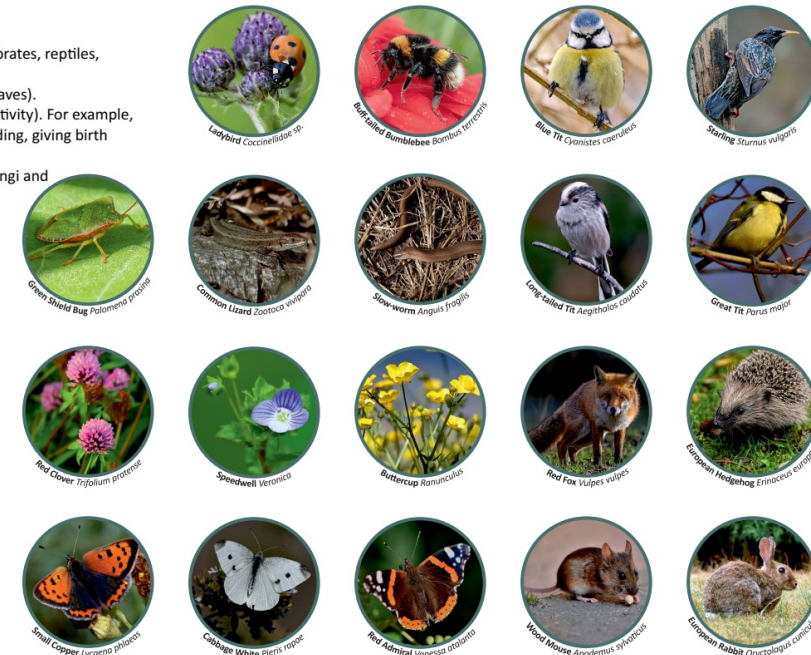 brates, reptiles,
aves).
tivity). For example,
ding, giving birth
ngi and
Ladybird Coccinellidae sp.
Buff-tailed Bumblebee Bombus terrestris
Blue Tit Cyanistes caeruleus
Starling Sturnus vulgaris
Green Shield Bug Palomena prasina
Common Lizard Zootoca vivipara
Slow-worm Anguis fragilis
Long-tailed Tit Aegithalos caudatus
Great Tit Parus major
Red Clover Trifolium pratense
Speedwell Veronica
Buttercup Ranunculus
Red Fox Vulpes vulpes
European Hedgehog Erinaceus europ
Small Copper Lycaena phlaeas
Cabbage White Pieris rapae
Red Admiral Vanessa atalanta
Wood Mouse Apodemus sylvaticus
European Rabbit Oryctolagus cunicu